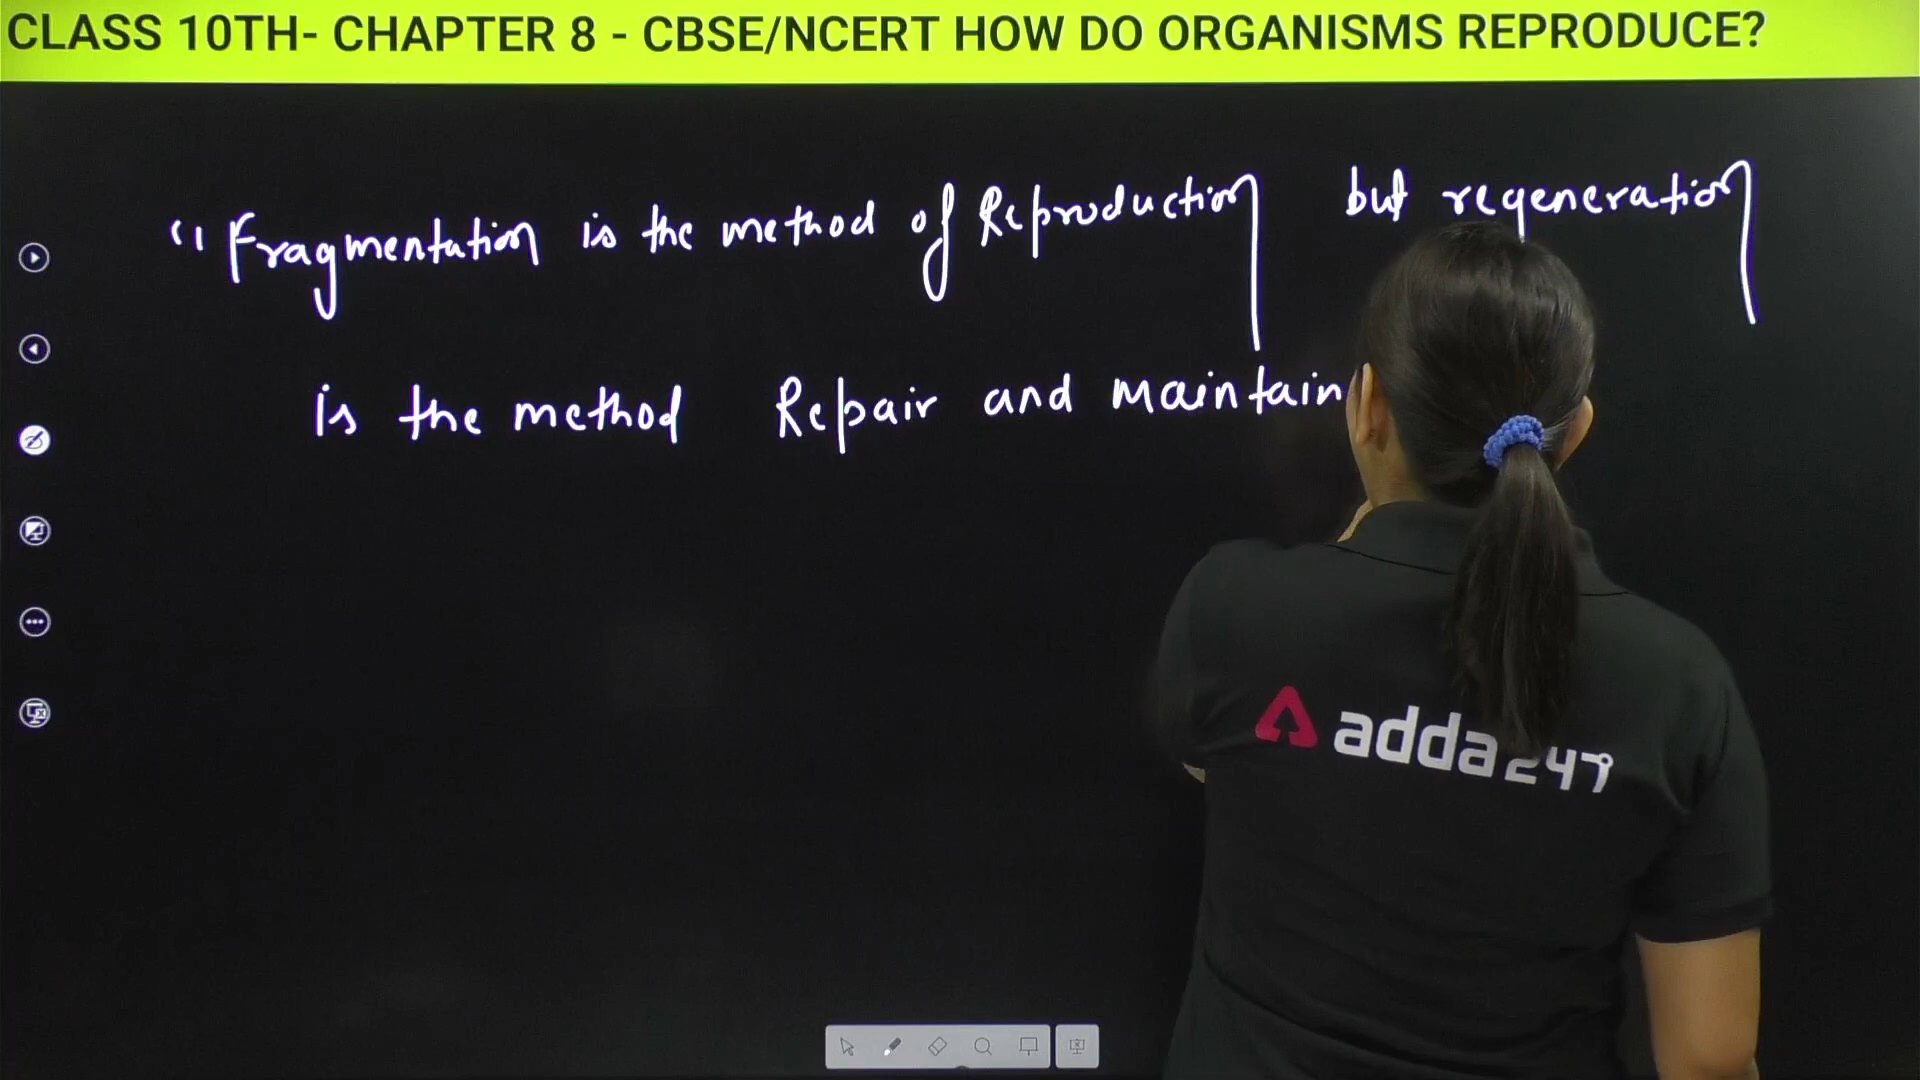 CLASS 10TH- CHAPTER 8 - CBSE/NCERT HOW DO ORGANISMS REPRODUCE?
" Fragmentation is the method of Reproduction but regeneration
is the method Repair and maintain
adda247